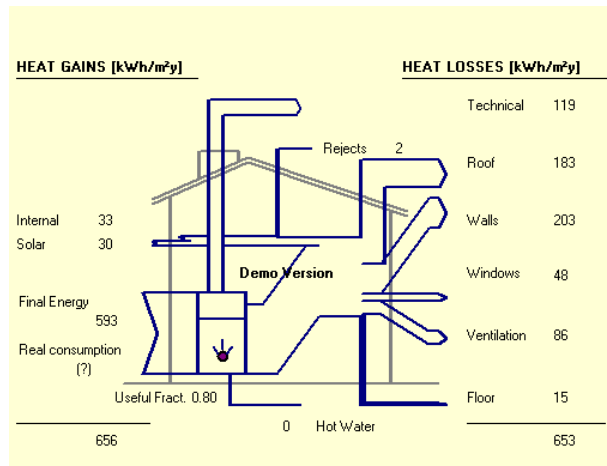 HEAT GAINS [kWh/m²y]
HEAT LOSSES [kWh/m²y]
Technical 119
Rejects 2
Roof 183
Internal 33
Walls 203
Solar 30
Demo Version
Windows 48
Final Energy
593
Ventilation 86
Real consumption
(?)
Useful Fract. 0.80
Floor 15
0 Hot Water
656
653